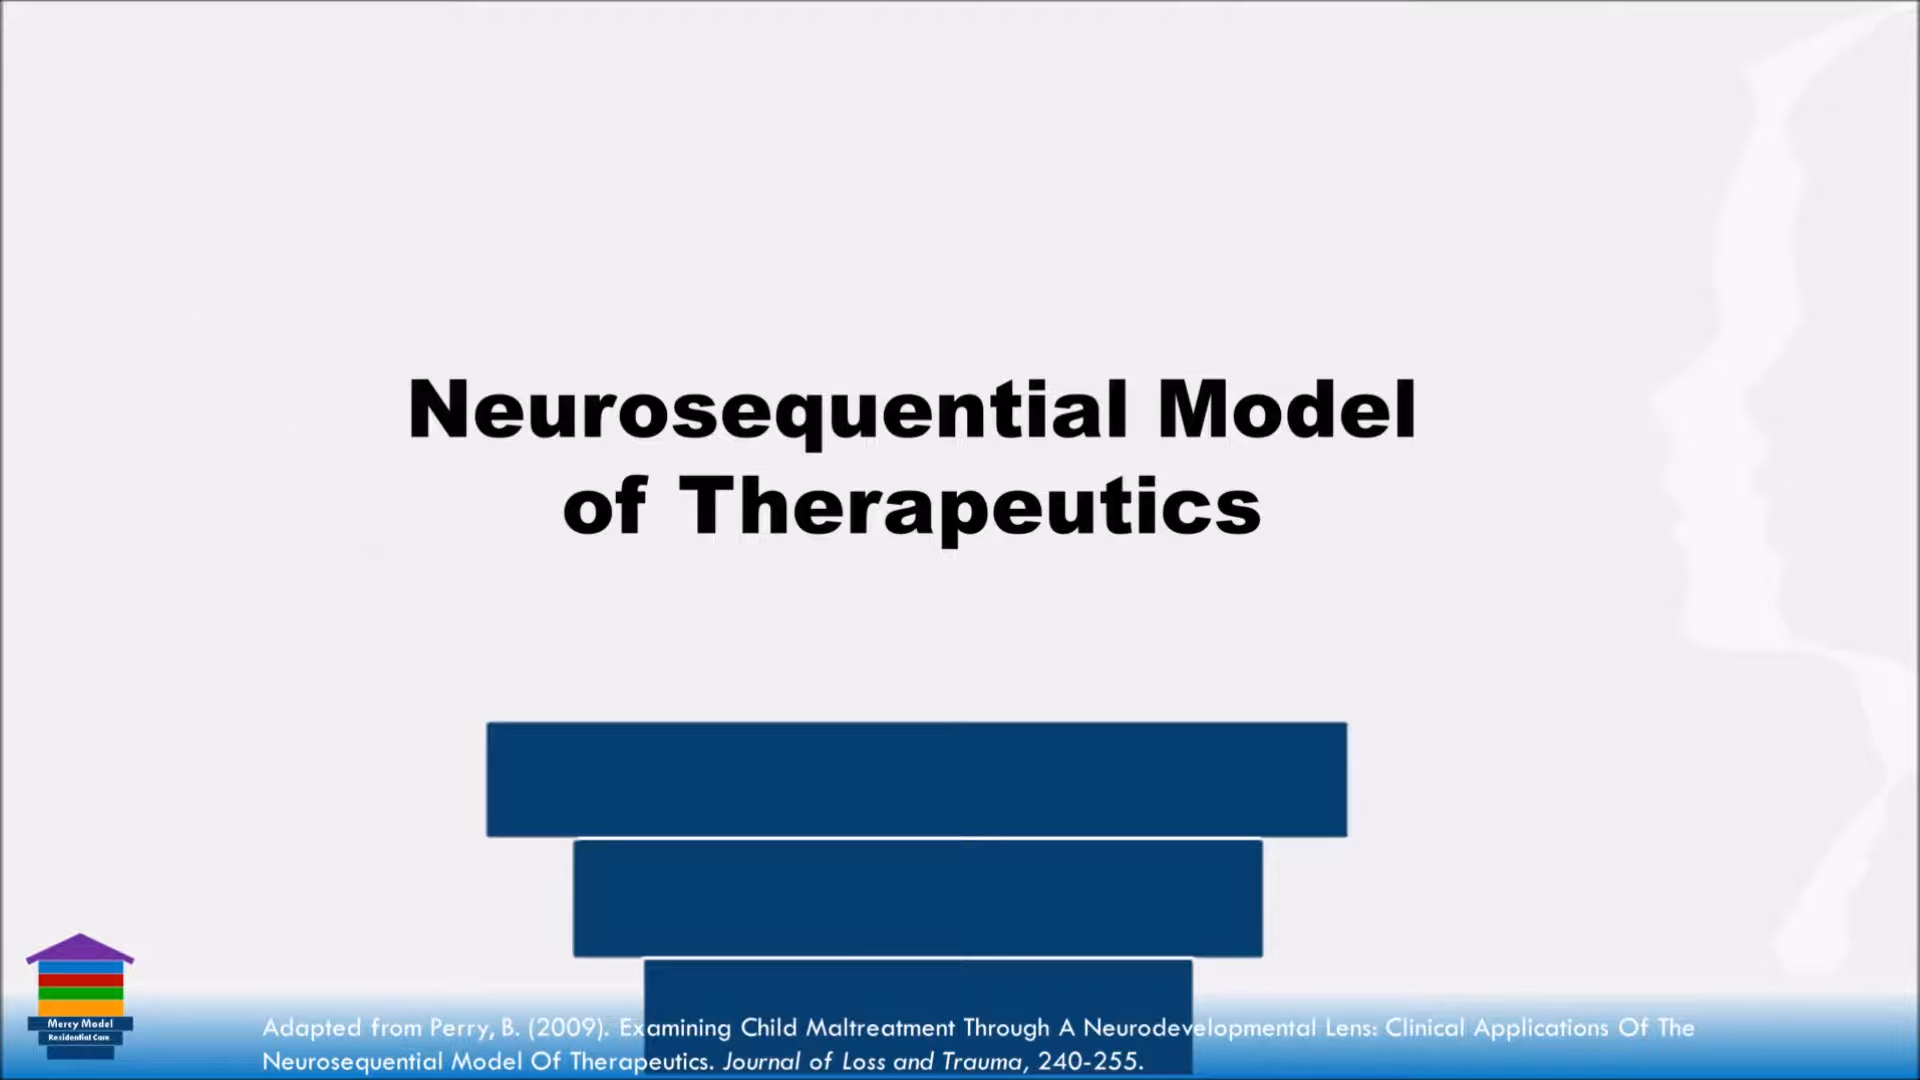 Neurosequential Model
of Therapeutics
Mercy Model
Residential Care
Adapted from Perry, B. (2009). Examining Child Maltreatment Through A Neurodevelopmental Lens: Clinical Applications Of The
Neurosequential Model Of Therapeutics. Journal of Loss and Trauma, 240-255.